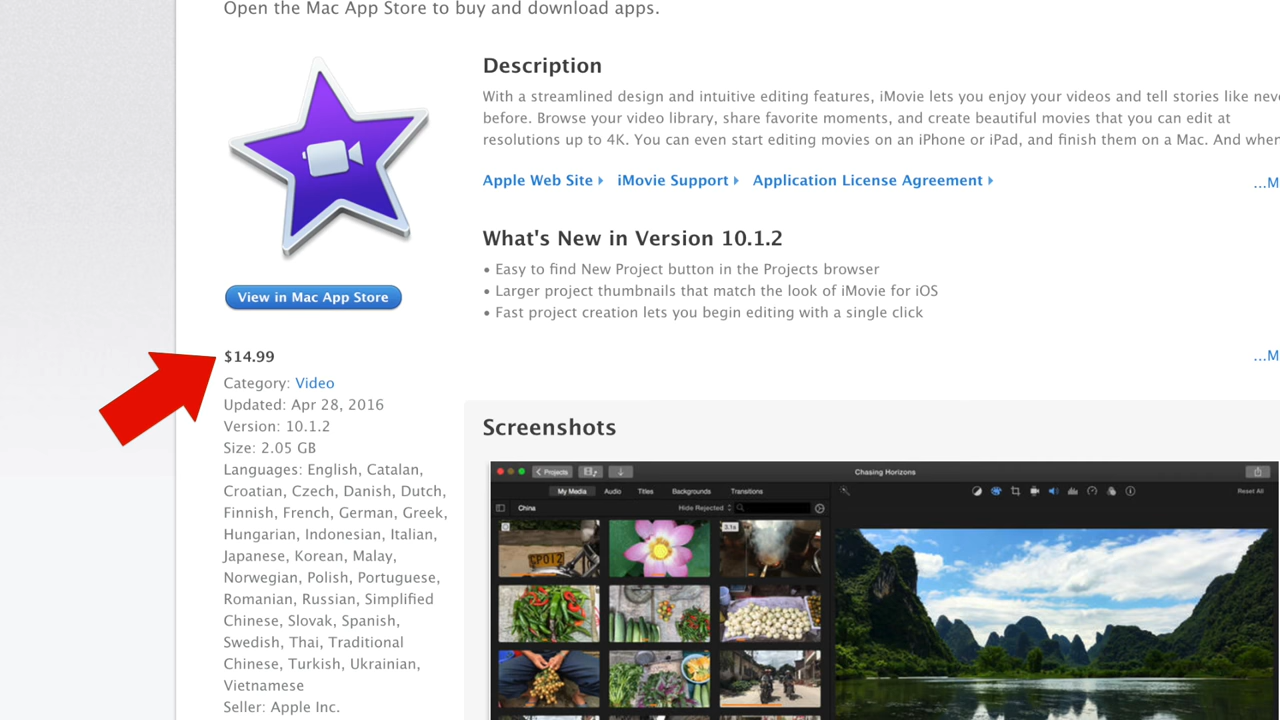 Open the Mac App Store to buy and download apps.
Description
With a streamlined design and intuitive editing features, iMovie lets you enjoy your videos and tell stories like
before. Browse your video library, share favorite moments, and create beautiful movies that you can edit at
resolutions up to 4K. You can even start editing movies on an iPhone or iPad, and finish them on a Mac. And when
Apple Web Site iMovie Support Application License Agreement ...M
What's New in Version 10.1.2
• Easy to find New Project button in the Projects browser
• Larger project thumbnails that match the look of iMovie for iOS
• Fast project creation lets you begin editing with a single click
...M
View in Mac App Store
$14.99
Category: Video
Updated: Apr 28, 2016
Version: 10.1.2
Size: 2.05 GB
Languages: English, Catalan,
Croatian, Czech, Danish, Dutch,
Finnish, French, German, Greek,
Hungarian, Indonesian, Italian,
Japanese, Korean, Malay,
Norwegian, Polish, Portuguese,
Romanian, Russian, Simplified
Chinese, Slovak, Spanish,
Swedish, Thai, Traditional
Chinese, Turkish, Ukrainian,
Vietnamese
Seller: Apple Inc.
Screenshots
Projects Chasing Horizons
My Media Audio Titles Backgrounds Transitions Reset All
China Hide Rejected
3.1s